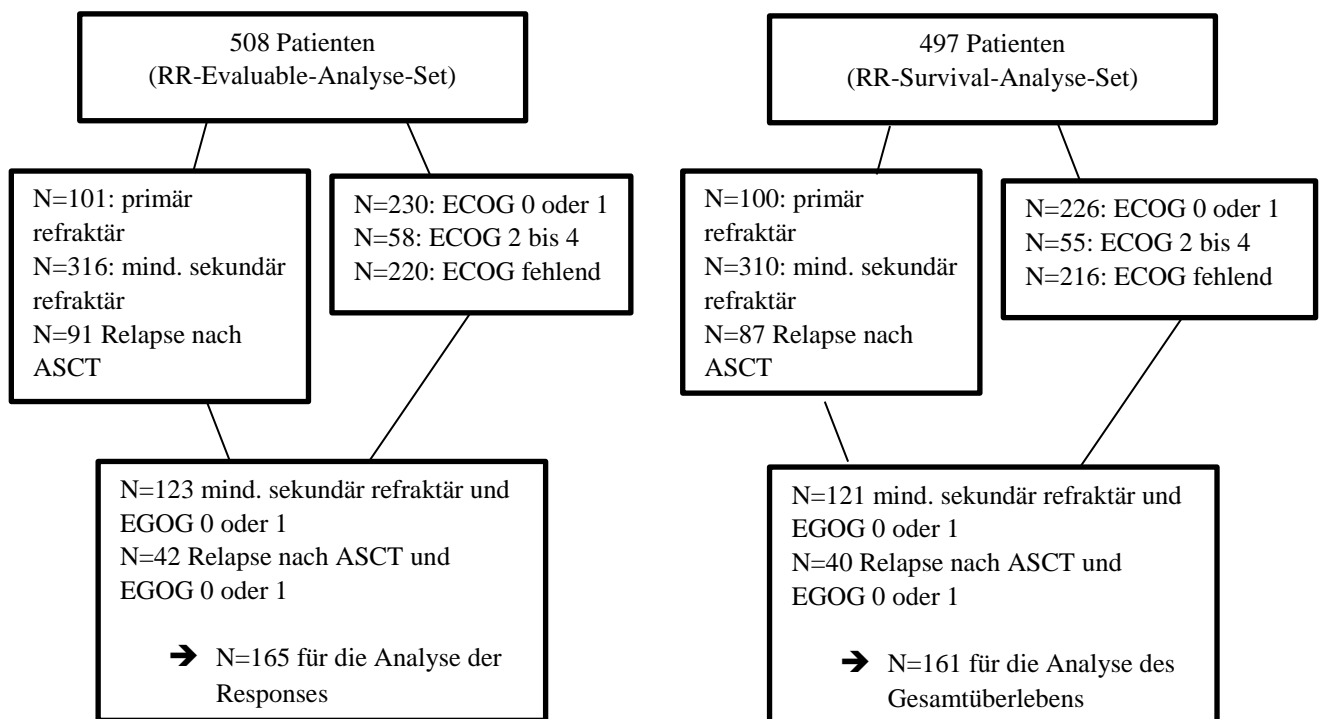 508 Patienten
(RR-Evaluable-Analyse-Set)
N=101: primär
refraktär
N=316: mind. sekundär
refraktär
N=91 Relapse nach
ASCT
N=230: ECOG 0 oder 1
N=58: ECOG 2 bis 4
N=220: ECOG fehlend
N=123 mind. sekundär refraktär und
EGOG 0 oder 1
N=42 Relapse nach ASCT und
EGOG 0 oder 1
➔ N=165 für die Analyse der
Responses
497 Patienten
(RR-Survival-Analyse-Set)
N=100: primär
refraktär
N=310: mind. sekundär
refraktär
N=87 Relapse nach
ASCT
N=226: ECOG 0 oder 1
N=55: ECOG 2 bis 4
N=216: ECOG fehlend
N=121 mind. sekundär refraktär und
EGOG 0 oder 1
N=40 Relapse nach ASCT und
EGOG 0 oder 1
➔ N=161 für die Analyse des
Gesamtüberlebens